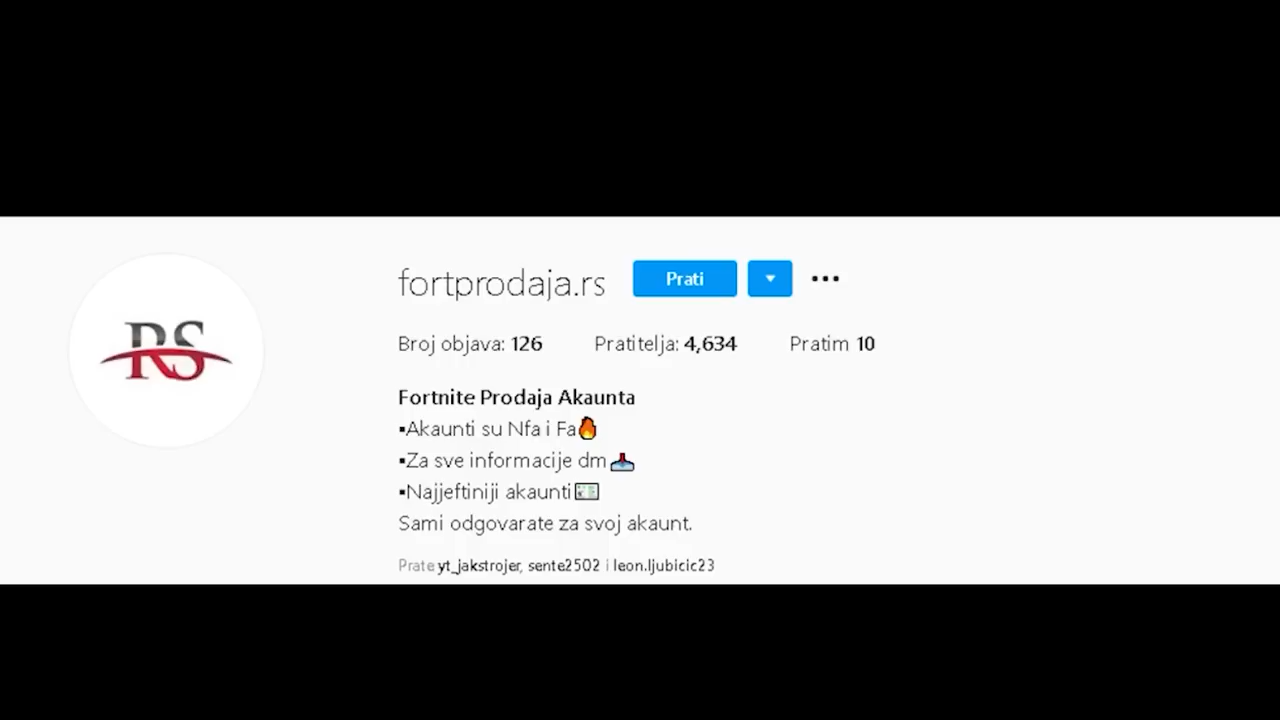 RS
fortprodaja.rs Prati
Broj objava: 126 Pratitelja: 4,634 Pratim 10
Fortnite Prodaja Akaunta
▪Akaunti su Nfa i Fa🔥
▪Za sve informacije dm📥
▪Najjeftiniji akaunti💵
Sami odgovarate za svoj akaunt.
Prate yt_jakstrojer, sente2502 i leon.ljubicic23